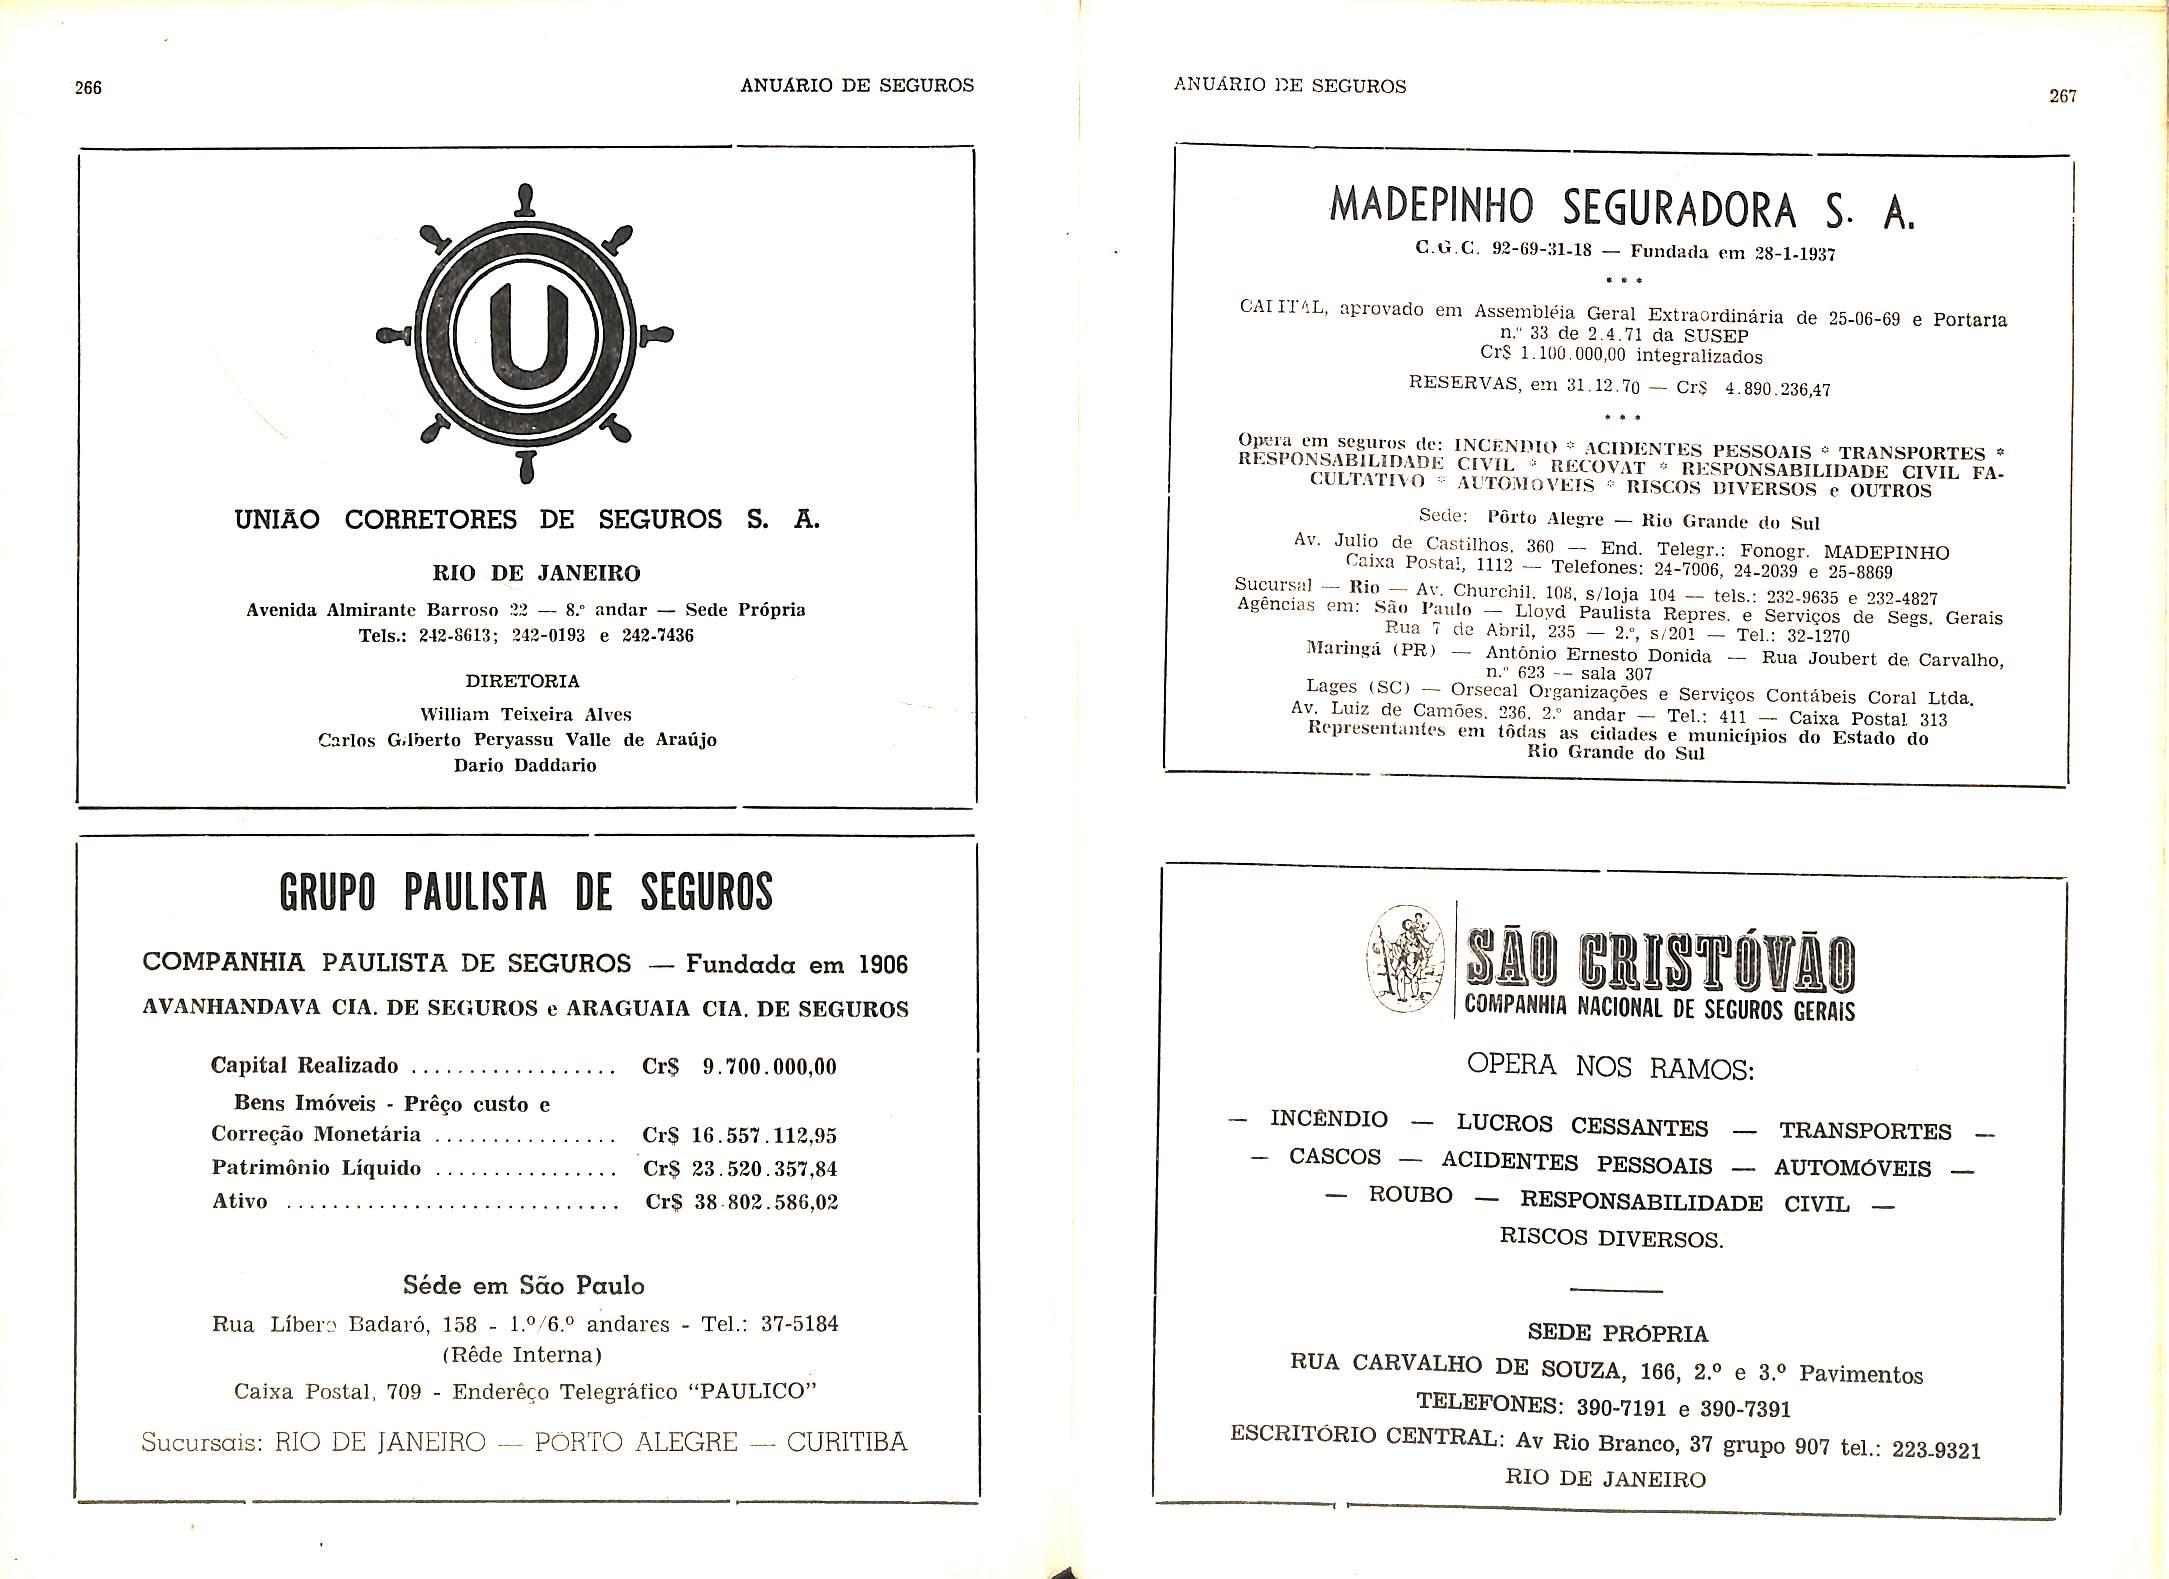 266
ANUÁRIO DE SEGUROS
U
UNIÃO CORRETORES DE SEGUROS S. A.
RIO DE JANEIRO
Avenida Almirante Barroso 22 — 8.º andar — Sede Própria
Tels.: 242-8613; 242-0193 e 242-7436
DIRETORIA
William Teixeira Alves
Carlos Gilberto Peryassu Valle de Araújo
Dario Daddario
GRUPO PAULISTA DE SEGUROS
COMPANHIA PAULISTA DE SEGUROS — Fundada em 1906
AVANHANDAVA CIA. DE SEGUROS e ARAGUAIA CIA. DE SEGUROS
Capital Realizado .................. Cr$ 9.700.000,00
Bens Imóveis - Prêço custo e
Correção Monetária ................ Cr$ 16.557.112,95
Patrimônio Líquido ................ Cr$ 23.520.357,84
Ativo ............................. Cr$ 38.802.586,02
Séde em São Paulo
Rua Líbero Badaró, 158 - 1.º/6.º andares - Tel.: 37-5184
(Rêde Interna)
Caixa Postal, 709 - Enderêço Telegráfico “PAULICO”
Sucursais: RIO DE JANEIRO — PÔRTO ALEGRE — CURITIBA
ANUÁRIO DE SEGUROS
267
MADEPINHO SEGURADORA S. A.
C.G.C. 92-69-31-18 — Fundada em 28-1-1937
* * *
CAPITAL, aprovado em Assembléia Geral Extraordinária de 25-06-69 e Portaria
n.º 33 de 2.4.71 da SUSEP
Cr$ 1.100.000,00 integralizados
RESERVAS, em 31.12.70 — Cr$ 4.890.236,47
* * *
Opera em seguros de: INCÊNDIO * ACIDENTES PESSOAIS * TRANSPORTES *
RESPONSABILIDADE CIVIL * RECOVAT * RESPONSABILIDADE CIVIL FA-
CULTATIVO * AUTOMOVEIS * RISCOS DIVERSOS e OUTROS
Sede: Pôrto Alegre — Rio Grande do Sul
Av. Julio de Castilhos, 360 — End. Telegr.: Fonogr. MADEPINHO
Caixa Postal, 1112 — Telefones: 24-7006, 24-2039 e 25-8869
Sucursal — Rio — Av. Churchil, 108, s/loja 104 — tels.: 232-9635 e 232-4827
Agências em: São Paulo — Lloyd Paulista Repres. e Serviços de Segs. Gerais
Rua 7 de Abril, 235 — 2.º, s/201 — Tel.: 32-1270
Maringá (PR) — Antônio Ernesto Donida — Rua Joubert de Carvalho,
n.º 623 -- sala 307
Lages (SC) — Orsecal Organizações e Serviços Contábeis Coral Ltda.
Av. Luiz de Camões, 236, 2.º andar — Tel.: 411 — Caixa Postal 313
Representantes em tôdas as cidades e municípios do Estado do
Rio Grande do Sul
SÃO CRISTÓVÃO
COMPANHIA NACIONAL DE SEGUROS GERAIS
OPERA NOS RAMOS:
— INCÊNDIO — LUCROS CESSANTES — TRANSPORTES —
— CASCOS — ACIDENTES PESSOAIS — AUTOMÓVEIS —
— ROUBO — RESPONSABILIDADE CIVIL —
RISCOS DIVERSOS.
SEDE PRÓPRIA
RUA CARVALHO DE SOUZA, 166, 2.º e 3.º Pavimentos
TELEFONES: 390-7191 e 390-7391
ESCRITÓRIO CENTRAL: Av Rio Branco, 37 grupo 907 tel.: 223-9321
RIO DE JANEIRO